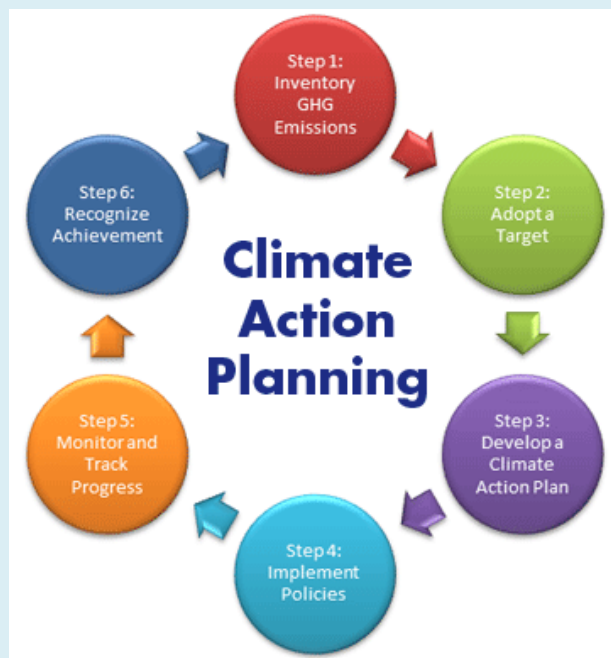 Step 1:
Inventory
GHG
Emissions
Step 2:
Adopt a
Target
Step 3:
Develop a
Climate
Action Plan
Step 4:
Implement
Policies
Step 5:
Monitor and
Track
Progress
Step 6:
Recognize
Achievement
Climate
Action
Planning